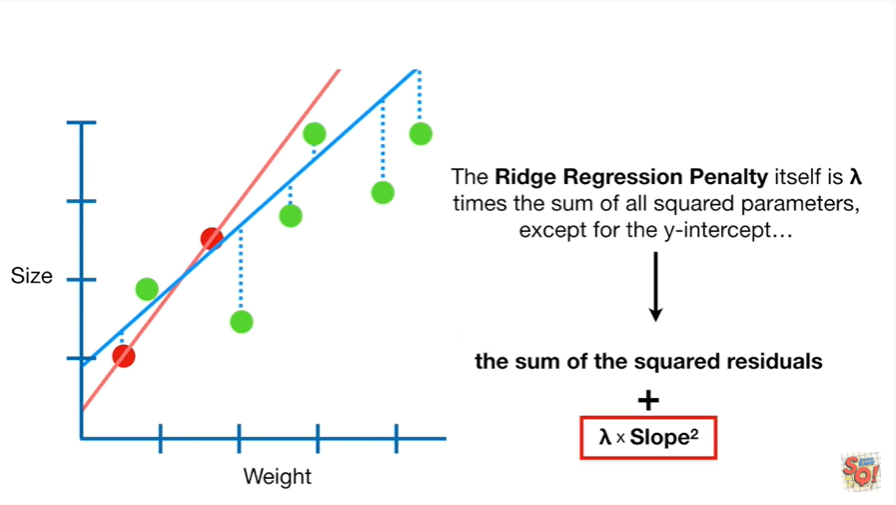 The Ridge Regression Penalty itself is λ
times the sum of all squared parameters,
except for the y-intercept…
Size
the sum of the squared residuals
+
λ x Slope²
Weight
SQ!